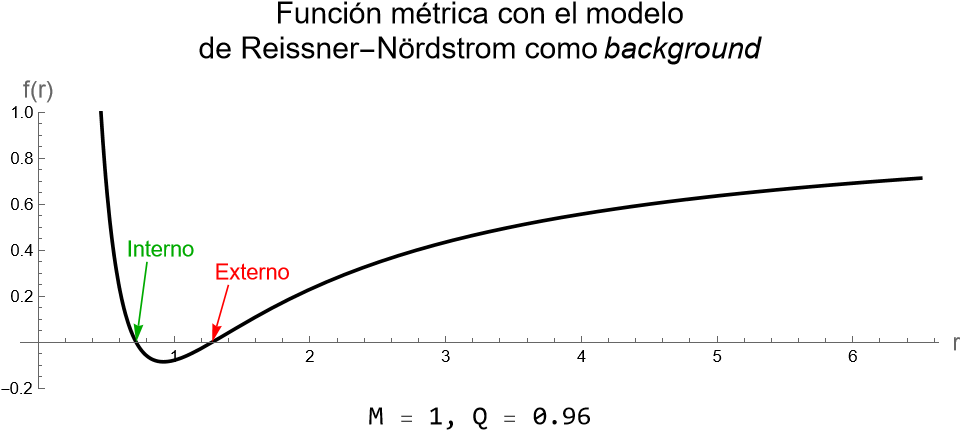 Función métrica con el modelo
de Reissner–Nördstrom como background
f(r)
1.0
0.8
0.6
0.4
0.2
−0.2
Interno
Externo
1
2
3
4
5
6
r
M = 1, Q = 0.96